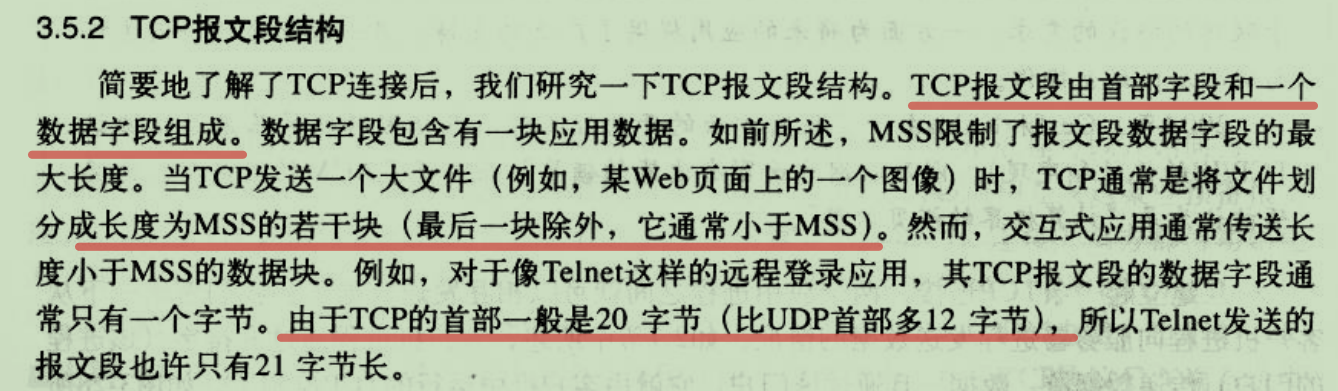 3.5.2 TCP报文段结构
简要地了解了TCP连接后，我们研究一下TCP报文段结构。TCP报文段由首部字段和一个
数据字段组成。数据字段包含有一块应用数据。如前所述，MSS限制了报文段数据字段的最
大长度。当TCP发送一个大文件（例如，某Web页面上的一个图像）时，TCP通常是将文件划
分成长度为MSS的若干块（最后一块除外，它通常小于MSS）。然而，交互式应用通常传送长
度小于MSS的数据块。例如，对于像Telnet这样的远程登录应用，其TCP报文段的数据字段通
常只有一个字节。由于TCP的首部一般是20 字节（比UDP首部多12 字节），所以Telnet发送的
报文段也许只有21 字节长。